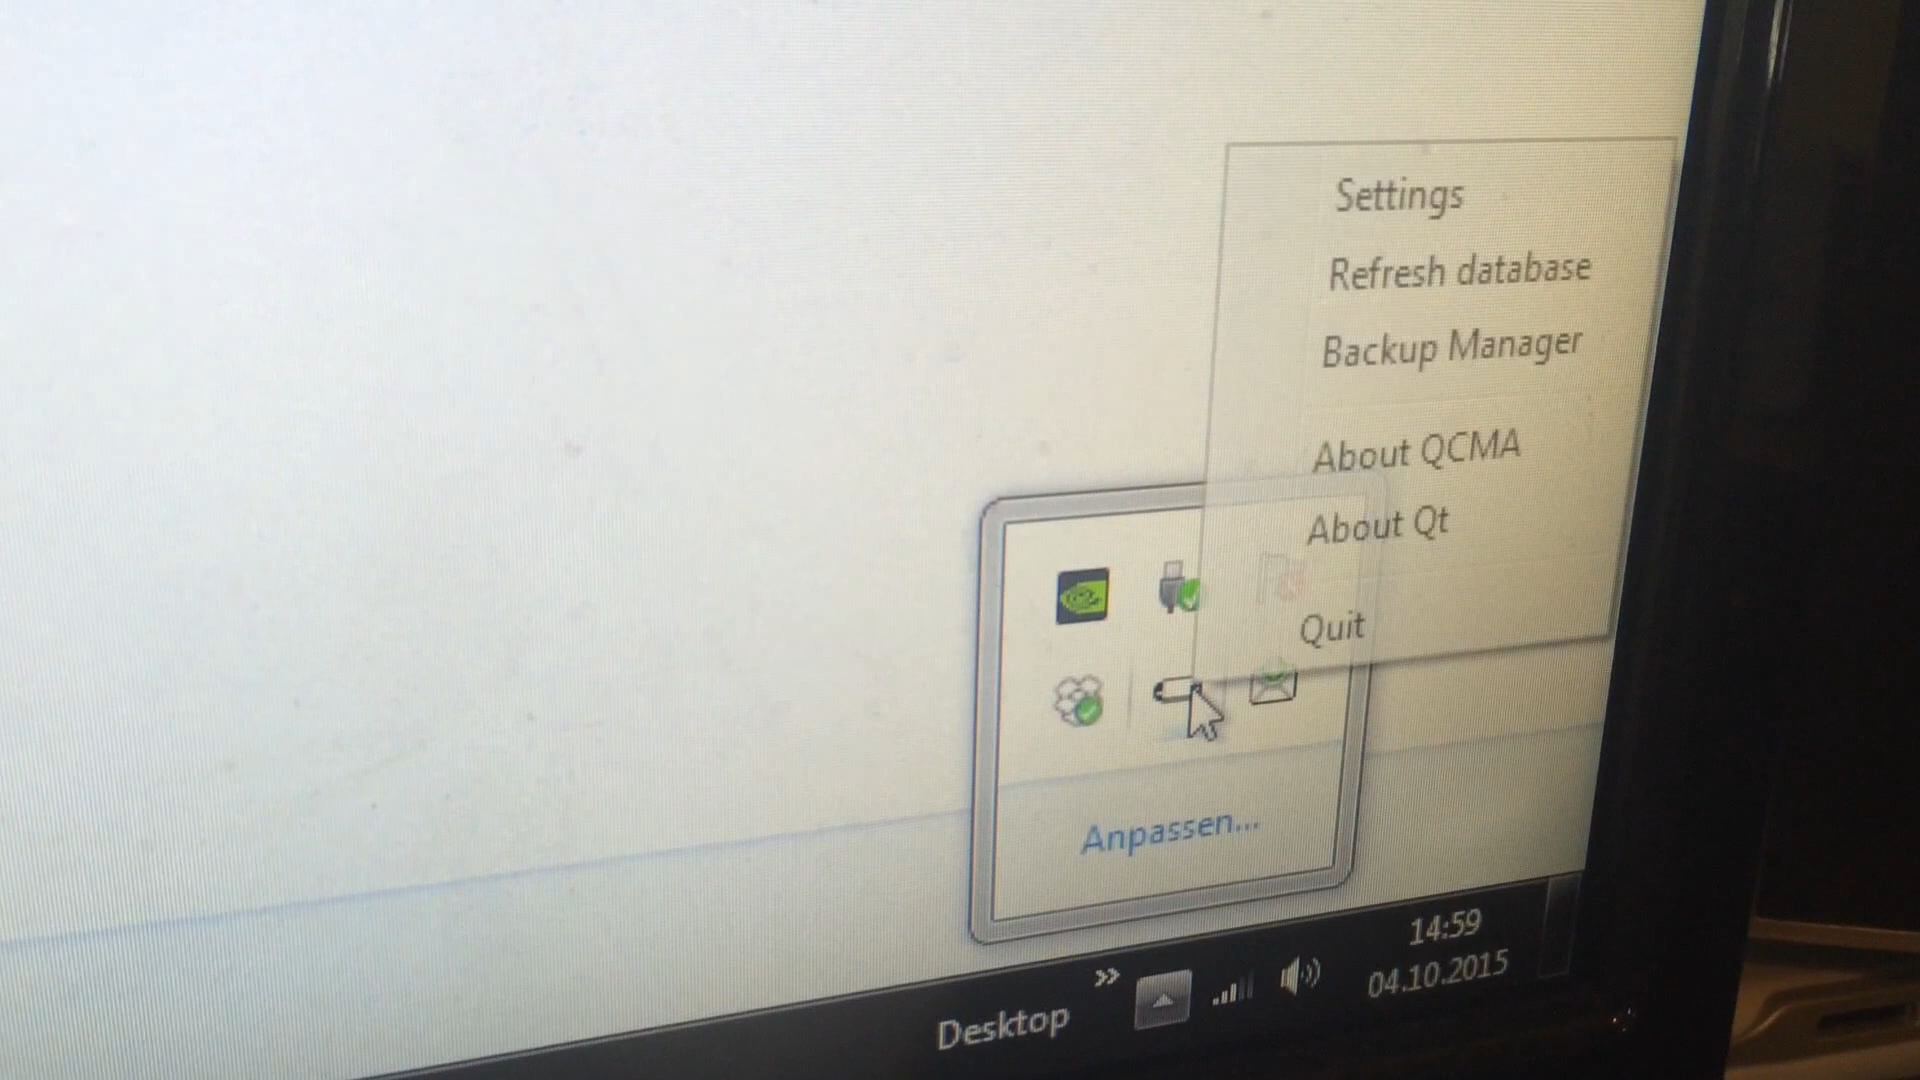 Settings
Refresh database
Backup Manager
About QCMA
About Qt
Quit
Anpassen...
Desktop
»
14:59
04.10.2015